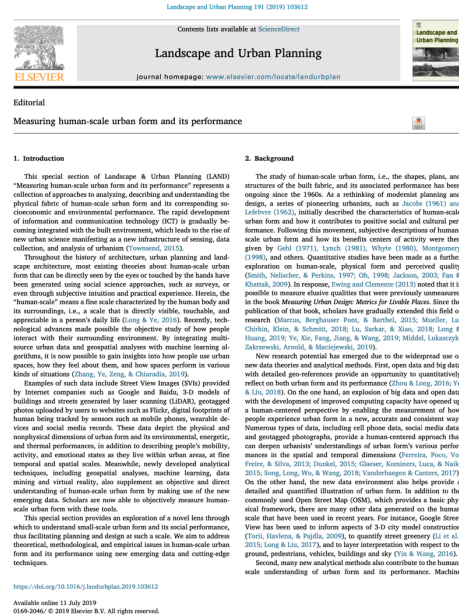 Landscape and Urban Planning 191 (2019) 103612
Contents lists available at ScienceDirect
Landscape and Urban Planning
journal homepage: www.elsevier.com/locate/landurbplan
ELSEVIER
Landscape and
Urban Planning
Editorial
Measuring human-scale urban form and its performance
1. Introduction
This special section of Landscape & Urban Planning (LAND)
"Measuring human-scale urban form and its performance" represents a
collection of approaches to analyzing, describing and understanding the
physical fabric of human-scale urban form and its corresponding so-
cioeconomic and environmental performance. The rapid development
of information and communication technology (ICT) is gradually be-
coming integrated with the built environment, which leads to the rise of
new urban science manifesting as a new infrastructure of sensing, data
collection, and analysis of urbanism (Townsend, 2015).
Throughout the history of architecture, urban planning and land-
scape architecture, most existing theories about human-scale urban
form that can be directly seen by the eyes or touched by the hands have
been generated using social science approaches, such as surveys, or
even through subjective intuition and practical experience. Herein, the
"human-scale" means a fine scale characterized by the human body and
its surroundings, i.e., a scale that is directly visible, touchable, and
appreciable in a person's daily life (Long & Ye, 2016). Recently, tech-
nological advances made possible the objective study of how people
interact with their surrounding environment. By integrating multi-
source urban data and geospatial analyses with machine learning al-
gorithms, it is now possible to gain insights into how people use urban
spaces, how they feel about them, and how spaces perform in various
kinds of situations (Chang, Ye, Zeng, & Chiaradia, 2019).
Examples of such data include Street View Images (SVIs) provided
by Internet companies such as Google and Baidu, 3-D models of
buildings and streets generated by laser scanning (LiDAR), geotagged
photos uploaded by users to websites such as Flickr, digital footprints of
human being tracked by sensors such as mobile phones, wearable de-
vices and social media records. These data depict the physical and
nonphysical dimensions of urban form and its environmental, energetic,
and thermal performances, in addition to describing people's mobility,
activity, and emotional states as they live within urban areas, at fine
temporal and spatial scales. Meanwhile, newly developed analytical
techniques, including geospatial analyses, machine learning, data
mining and virtual reality, also supplement an objective and direct
understanding of human-scale urban form by making use of the new
emerging data. Scholars are now able to objectively measure human-
scale urban form with these tools.
This special section provides an exploration of a novel lens through
which to understand small-scale urban form and its social performance,
thus facilitating planning and design at such a scale. We aim to address
theoretical, methodological, and empirical issues in human-scale urban
form and its performance using new emerging data and cutting-edge
techniques.
2. Background
The study of human-scale urban form, i.e., the shapes, plans, and
structures of the built fabric, and its associated performance has been
ongoing since the 1960s. As a rethinking of modernist planning and
design, a series of pioneering urbanists, such as Jacobs (1961) and
Lefebvre (1962), initially described the characteristics of human-scale
urban form and how it contributes to positive social and cultural per-
formance. Following this movement, subjective descriptions of human-
scale urban form and how its benefits centers of activity were then
given by Gehl (1971), Lynch (1981), Whyte (1980), Montgomery
(1998), and others. Quantitative studies have been made as a further
exploration on human-scale, physical form and perceived quality
(Smith, Nelischer, & Perkins, 1997; Oh, 1998; Jackson, 2003; Fan &
Khattak, 2009). In response, Ewing and Clemente (2013) noted that it is
possible to measure elusive qualities that were previously unmeasured
in the book Measuring Urban Design: Metrics for Livable Places. Since the
publication of that book, scholars have gradually extended this field of
research (Marcus, Berghauser Pont, & Barthel, 2015; Mueller, Lu,
Chirkin, Klein, & Schmitt, 2018; Lu, Sarkar, & Xiao, 2018; Long &
Huang, 2019; Ye, Xie, Fang, Jiang, & Wang, 2019; Middel, Lukasczyk,
Zakrzewski, Arnold, & Maciejewski, 2019).
New research potential has emerged due to the widespread use of
new data theories and analytical methods. First, open data and big data
with detailed geo-references provide an opportunity to quantitatively
reflect on both urban form and its performance (Zhou & Long, 2016; Ye
& Liu, 2018). On the one hand, an explosion of big data and open data
with the development of improved computing capacity have opened up
a human-centered perspective by enabling the measurement of how
people experience urban form in a new, accurate and consistent way.
Numerous types of data, including cell phone data, social media data,
and geotagged photographs, provide a human-centered approach that
can deepen urbanists' understandings of urban form's various perfor-
mances in the spatial and temporal dimensions (Ferreira, Poco, Vo,
Freire, & Silva, 2013; Dunkel, 2015; Glaeser, Kominers, Luca, & Naik,
2015; Song, Long, Wu, & Wang, 2018; Vanderhaegen & Canters, 2017).
On the other hand, the new data environment also helps provide a
detailed and quantified illustration of urban form. In addition to the
commonly used Open Street Map (OSM), which provides a basic phy-
sical framework, there are many other data generated on the human
scale that have been used in recent years. For instance, Google Street
View has been used to inform aspects of 3-D city model construction
(Torii, Havlena, & Pajdla, 2009), to quantify street greenery (Li et al.,
2015; Long & Liu, 2017), and to layer interpretation with respect to the
ground, pedestrians, vehicles, buildings and sky (Yin & Wang, 2016).
Second, many new analytical methods also contribute to the human-
scale understanding of urban form and its performance. Machine
https://doi.org/10.1016/j.landurbplan.2019.103612
Available online 11 July 2019
0169-2046/ © 2019 Elsevier B.V. All rights reserved.